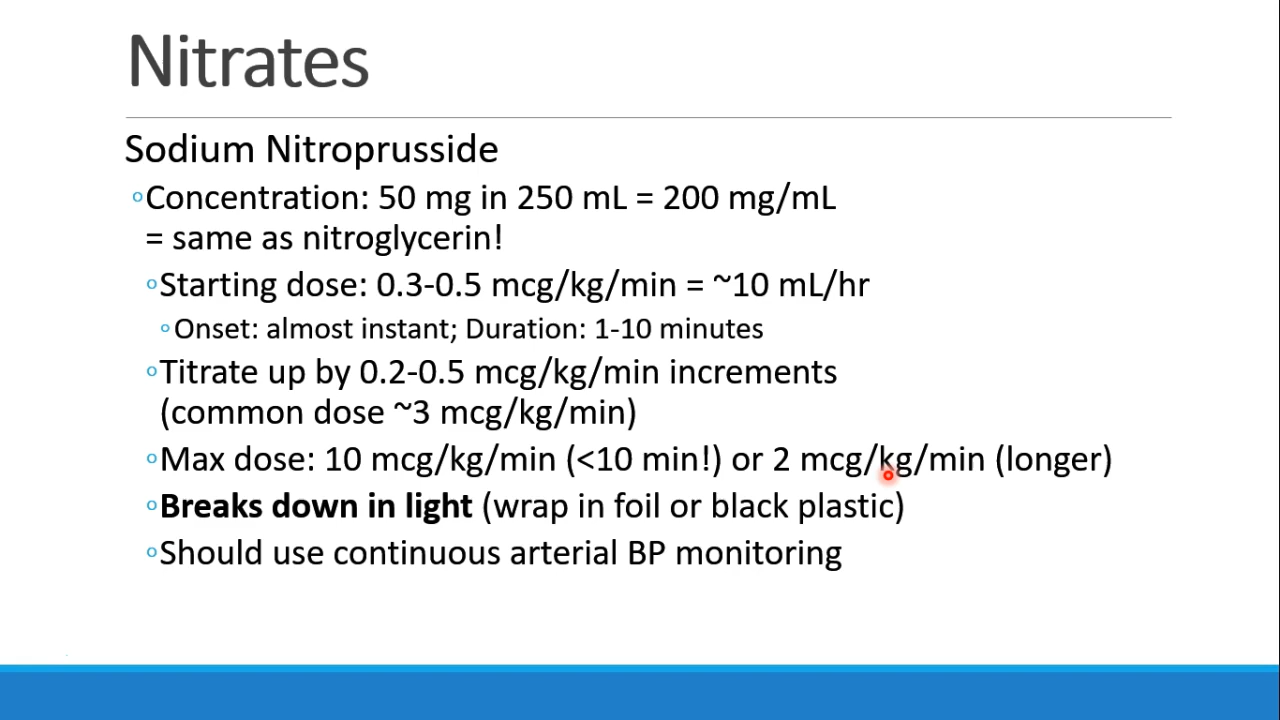 Nitrates
Sodium Nitroprusside
◦Concentration: 50 mg in 250 mL = 200 mg/mL
= same as nitroglycerin!
◦Starting dose: 0.3-0.5 mcg/kg/min = ~10 mL/hr
◦Onset: almost instant; Duration: 1-10 minutes
◦Titrate up by 0.2-0.5 mcg/kg/min increments
(common dose ~3 mcg/kg/min)
◦Max dose: 10 mcg/kg/min (<10 min!) or 2 mcg/kg/min (longer)
◦Breaks down in light (wrap in foil or black plastic)
◦Should use continuous arterial BP monitoring